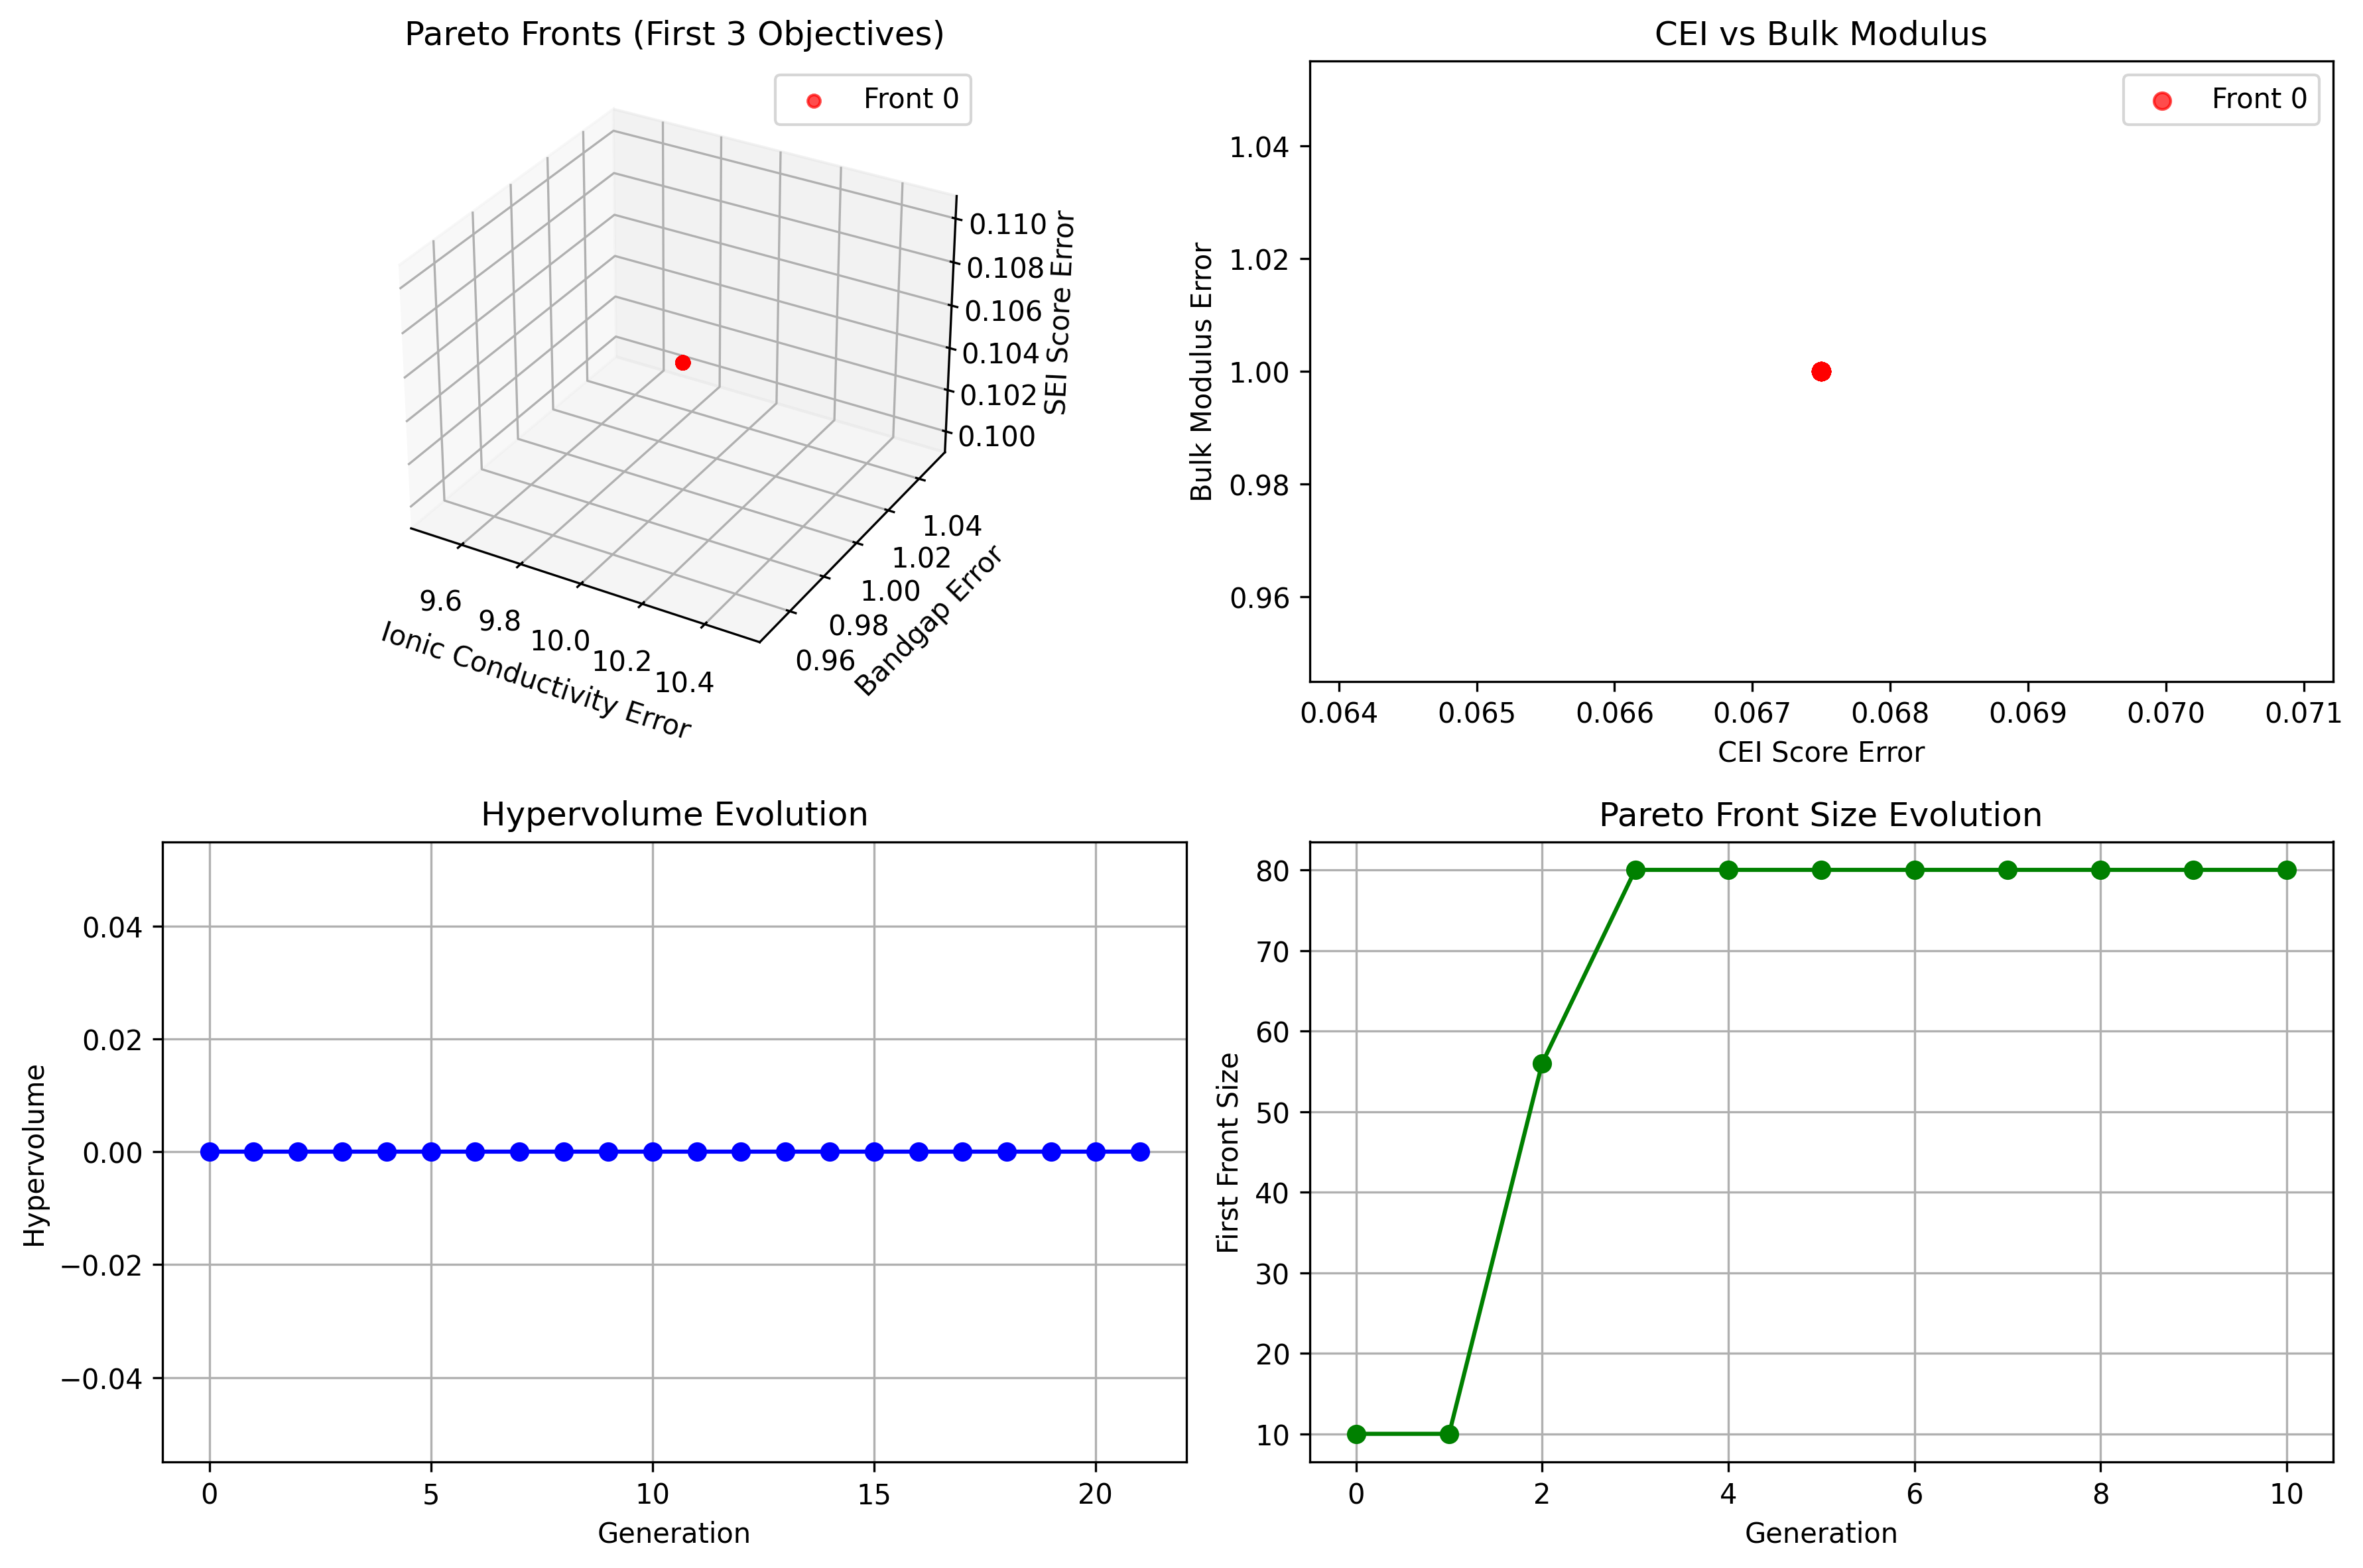 Pareto Fronts (First 3 Objectives)
Front 0
0.110
0.108
0.106
0.104
0.102
0.100
SEI Score Error
1.04
1.02
1.00
0.98
0.96
Bandgap Error
9.6
9.8
10.0
10.2
10.4
Ionic Conductivity Error
CEI vs Bulk Modulus
Front 0
1.04
1.02
1.00
0.98
0.96
Bulk Modulus Error
0.064 0.065 0.066 0.067 0.068 0.069 0.070 0.071
CEI Score Error
Hypervolume Evolution
0.04
0.02
0.00
−0.02
−0.04
Hypervolume
0 5 10 15 20
Generation
Pareto Front Size Evolution
80
70
60
50
40
30
20
10
First Front Size
0 2 4 6 8 10
Generation